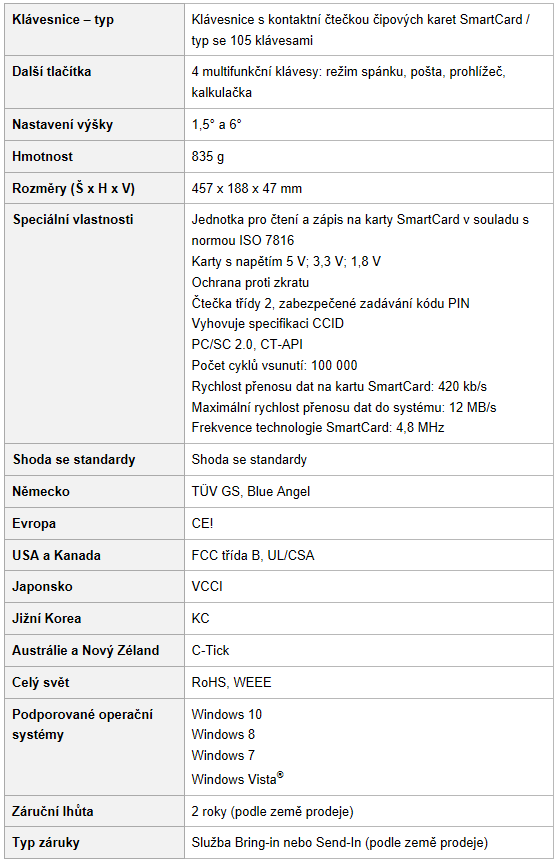 Klávesnice – typ
Klávesnice s kontaktní čtečkou čipových karet SmartCard /
typ se 105 klávesami
Další tlačítka
4 multifunkční klávesy: režim spánku, pošta, prohlížeč,
kalkulačka
Nastavení výšky
1,5° a 6°
Hmotnost
835 g
Rozměry (Š x H x V)
457 x 188 x 47 mm
Speciální vlastnosti
Jednotka pro čtení a zápis na karty SmartCard v souladu s
normou ISO 7816
Karty s napětím 5 V; 3,3 V; 1,8 V
Ochrana proti zkratu
Čtečka třídy 2, zabezpečené zadávání kódu PIN
Vyhovuje specifikaci CCID
PC/SC 2.0, CT-API
Počet cyklů vsunutí: 100 000
Rychlost přenosu dat na kartu SmartCard: 420 kb/s
Maximální rychlost přenosu dat do systému: 12 MB/s
Frekvence technologie SmartCard: 4,8 MHz
Shoda se standardy
Shoda se standardy
Německo
TÜV GS, Blue Angel
Evropa
CE!
USA a Kanada
FCC třída B, UL/CSA
Japonsko
VCCI
Jižní Korea
KC
Austrálie a Nový Zéland
C-Tick
Celý svět
RoHS, WEEE
Podporované operační
systémy
Windows 10
Windows 8
Windows 7
Windows Vista®
Záruční lhůta
2 roky (podle země prodeje)
Typ záruky
Služba Bring-in nebo Send-In (podle země prodeje)